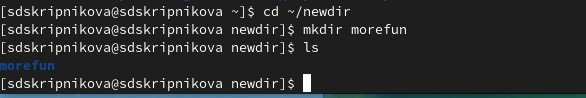 [sdskripnikova@sdskripnikova ~]$ cd ~/newdir
[sdskripnikova@sdskripnikova newdir]$ mkdir morefun
[sdskripnikova@sdskripnikova newdir]$ ls
morefun
[sdskripnikova@sdskripnikova newdir]$